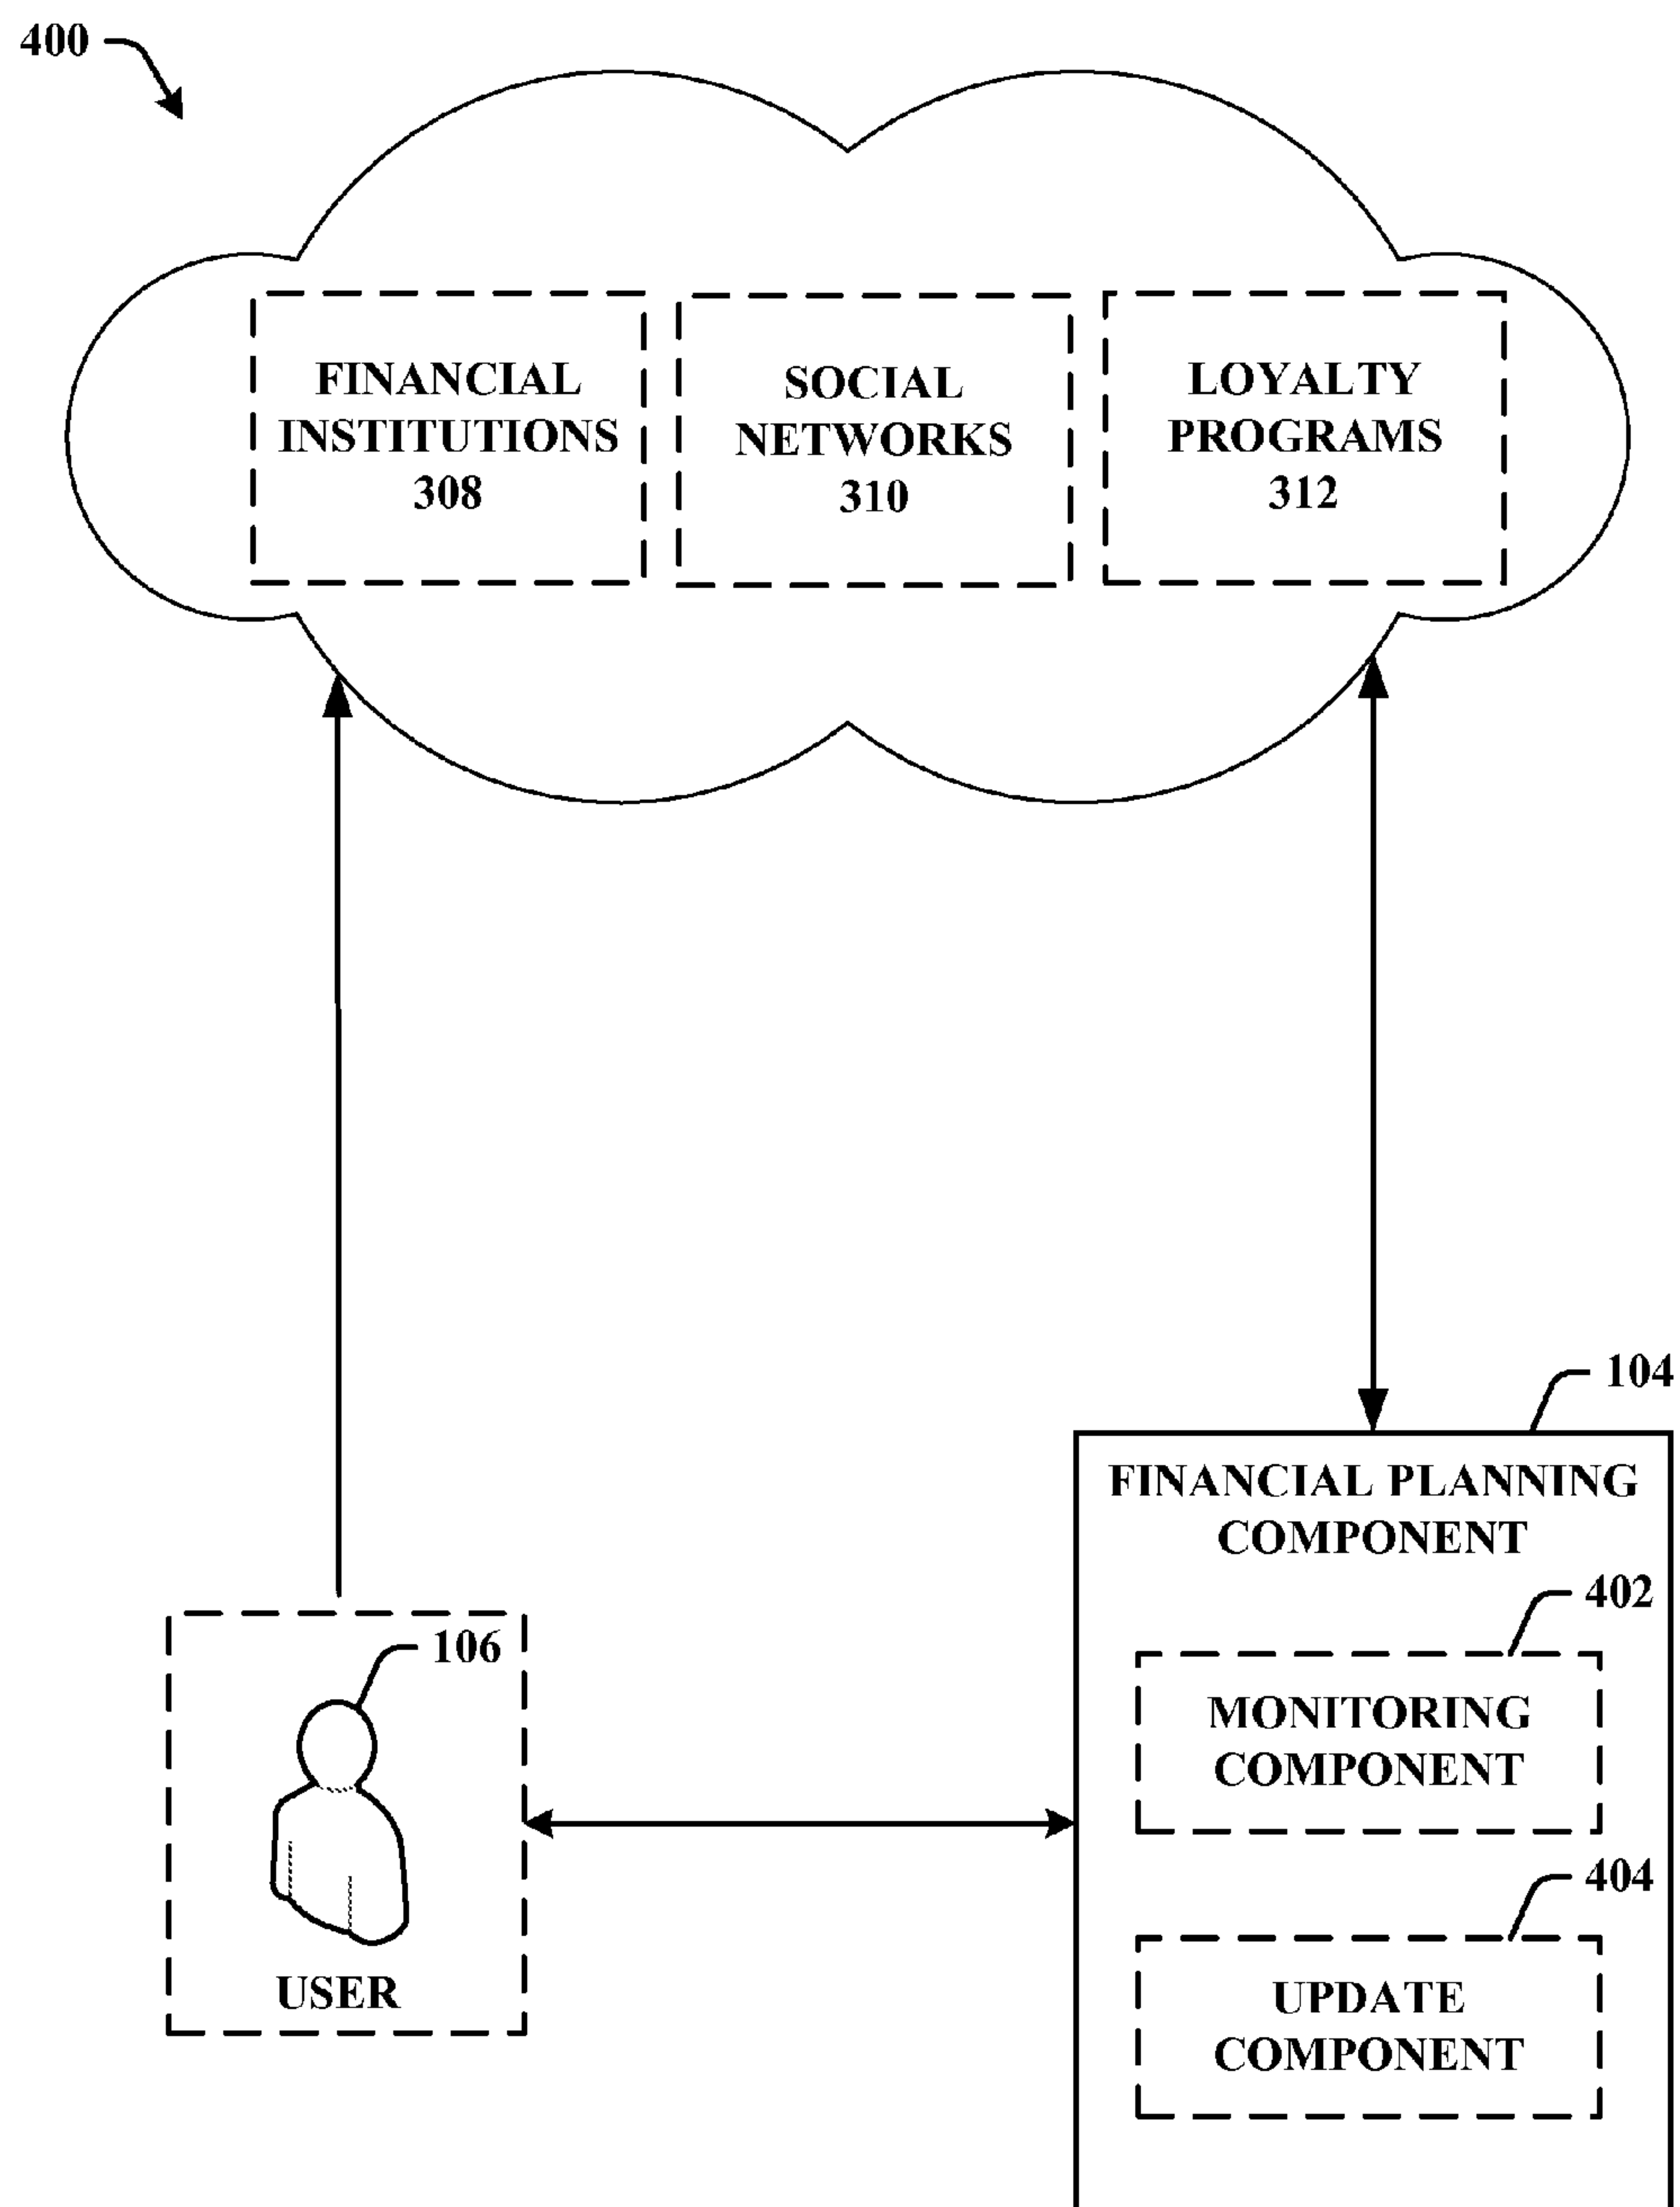 400
FINANCIAL
INSTITUTIONS
308
SOCIAL
NETWORKS
310
LOYALTY
PROGRAMS
312
104
FINANCIAL PLANNING
COMPONENT
402
MONITORING
COMPONENT
404
UPDATE
COMPONENT
106
USER